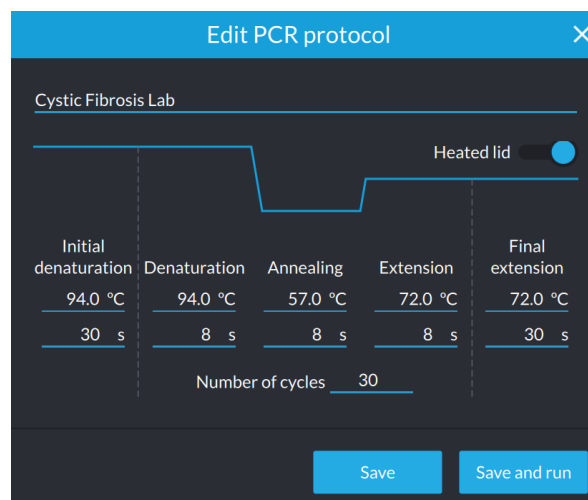 Edit PCR protocol
Cystic Fibrosis Lab
Heated lid
Initial denaturation
Denaturation
Annealing
Extension
Final extension
94.0 °C
94.0 °C
57.0 °C
72.0 °C
72.0 °C
30 s
8 s
8 s
8 s
30 s
Number of cycles 30
Save
Save and run